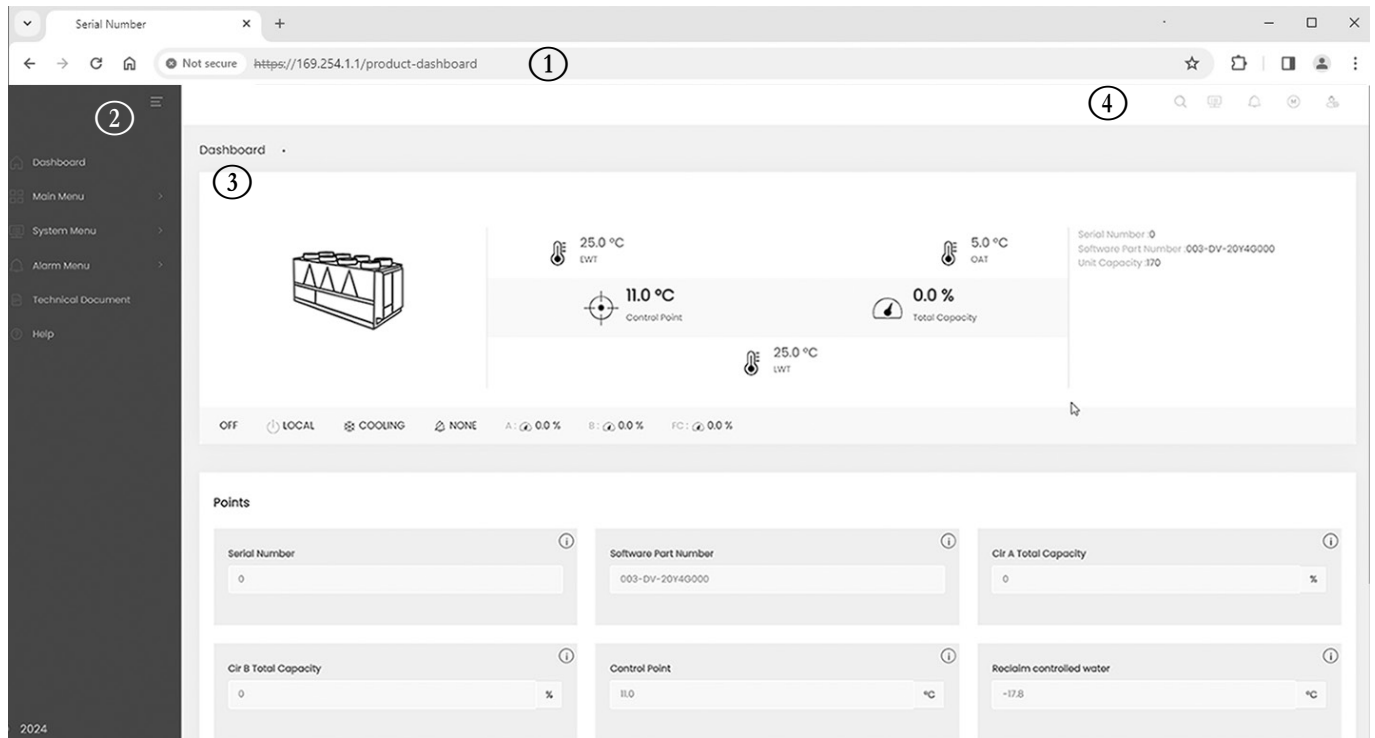 Serial Number
Not secure https://169.254.1.1/product-dashboard
1
2
4
Dashboard
Main Menu
System Menu
Alarm Menu
Technical Document
Help
2024
Dashboard
3
25.0 °C
EWT
5.0 °C
OAT
11.0 °C
Control Point
0.0 %
Total Capacity
25.0 °C
LWT
Serial Number :0
Software Part Number :003-DV-20Y4G000
Unit Capacity :170
OFF LOCAL COOLING NONE A : 0.0 % B : 0.0 % FC : 0.0 %
Points
Serial Number
0
Software Part Number
003-DV-20Y4G000
Cir A Total Capacity
0 %
Cir B Total Capacity
0 %
Control Point
11.0 °C
Reclaim controlled water
-17.8 °C